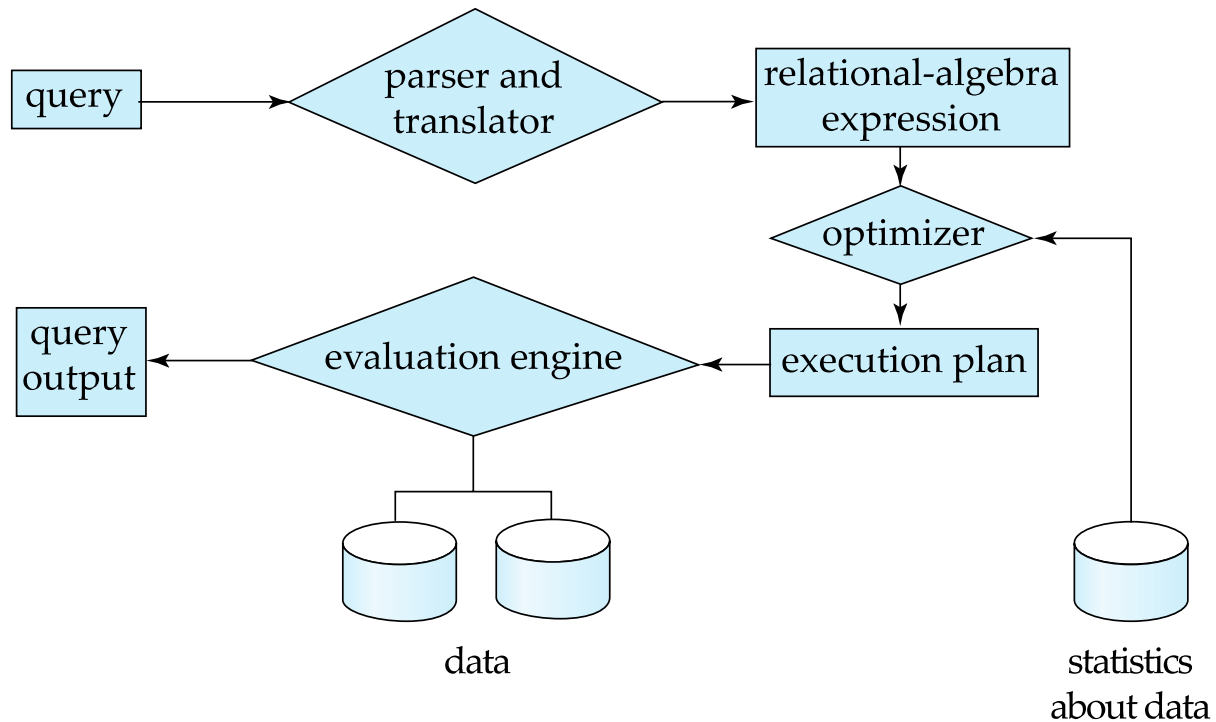 query
parser and
translator
relational-algebra
expression
optimizer
query
output
evaluation engine
execution plan
data
statistics
about data